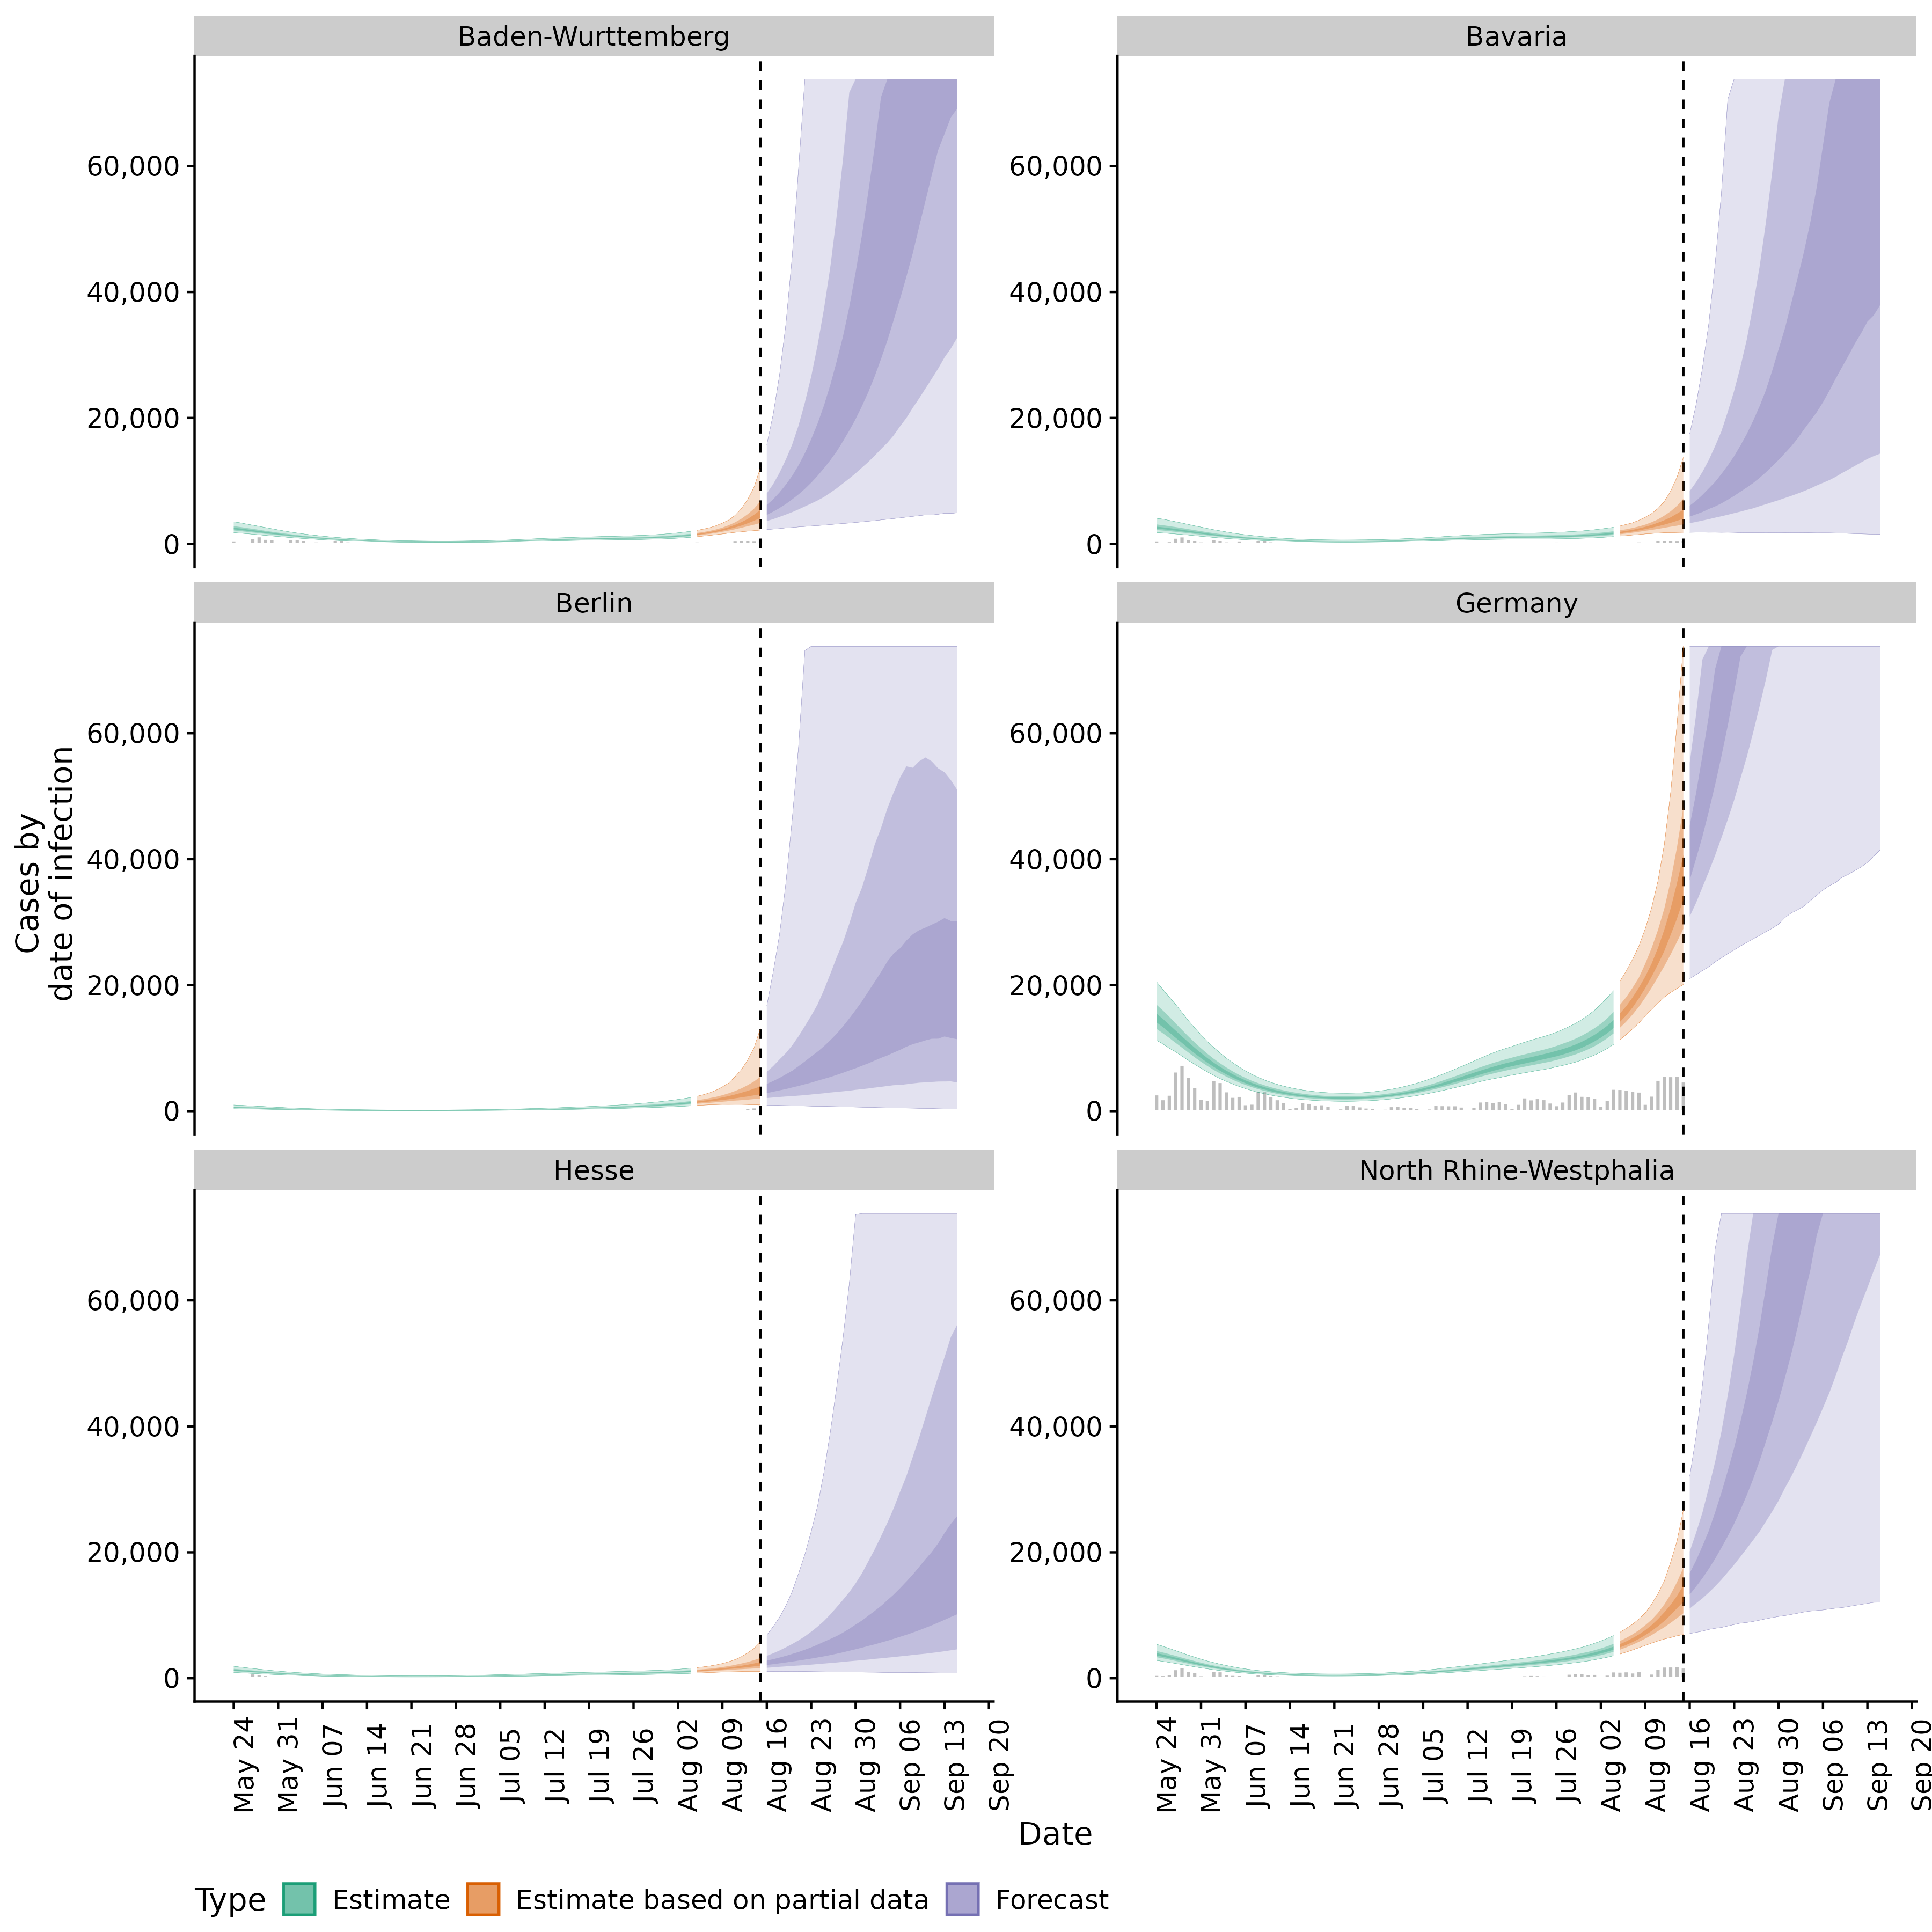 Baden-Wurttemberg
Bavaria
60,000
40,000
20,000
0
60,000
40,000
20,000
0
Berlin
Germany
60,000
40,000
20,000
0
60,000
40,000
20,000
0
Cases by
date of infection
Hesse
North Rhine-Westphalia
60,000
40,000
20,000
0
60,000
40,000
20,000
0
May 24
May 31
Jun 07
Jun 14
Jun 21
Jun 28
Jul 05
Jul 12
Jul 19
Jul 26
Aug 02
Aug 09
Aug 16
Aug 23
Aug 30
Sep 06
Sep 13
Sep 20
May 24
May 31
Jun 07
Jun 14
Jun 21
Jun 28
Jul 05
Jul 12
Jul 19
Jul 26
Aug 02
Aug 09
Aug 16
Aug 23
Aug 30
Sep 06
Sep 13
Sep 20
Date
Type Estimate Estimate based on partial data Forecast